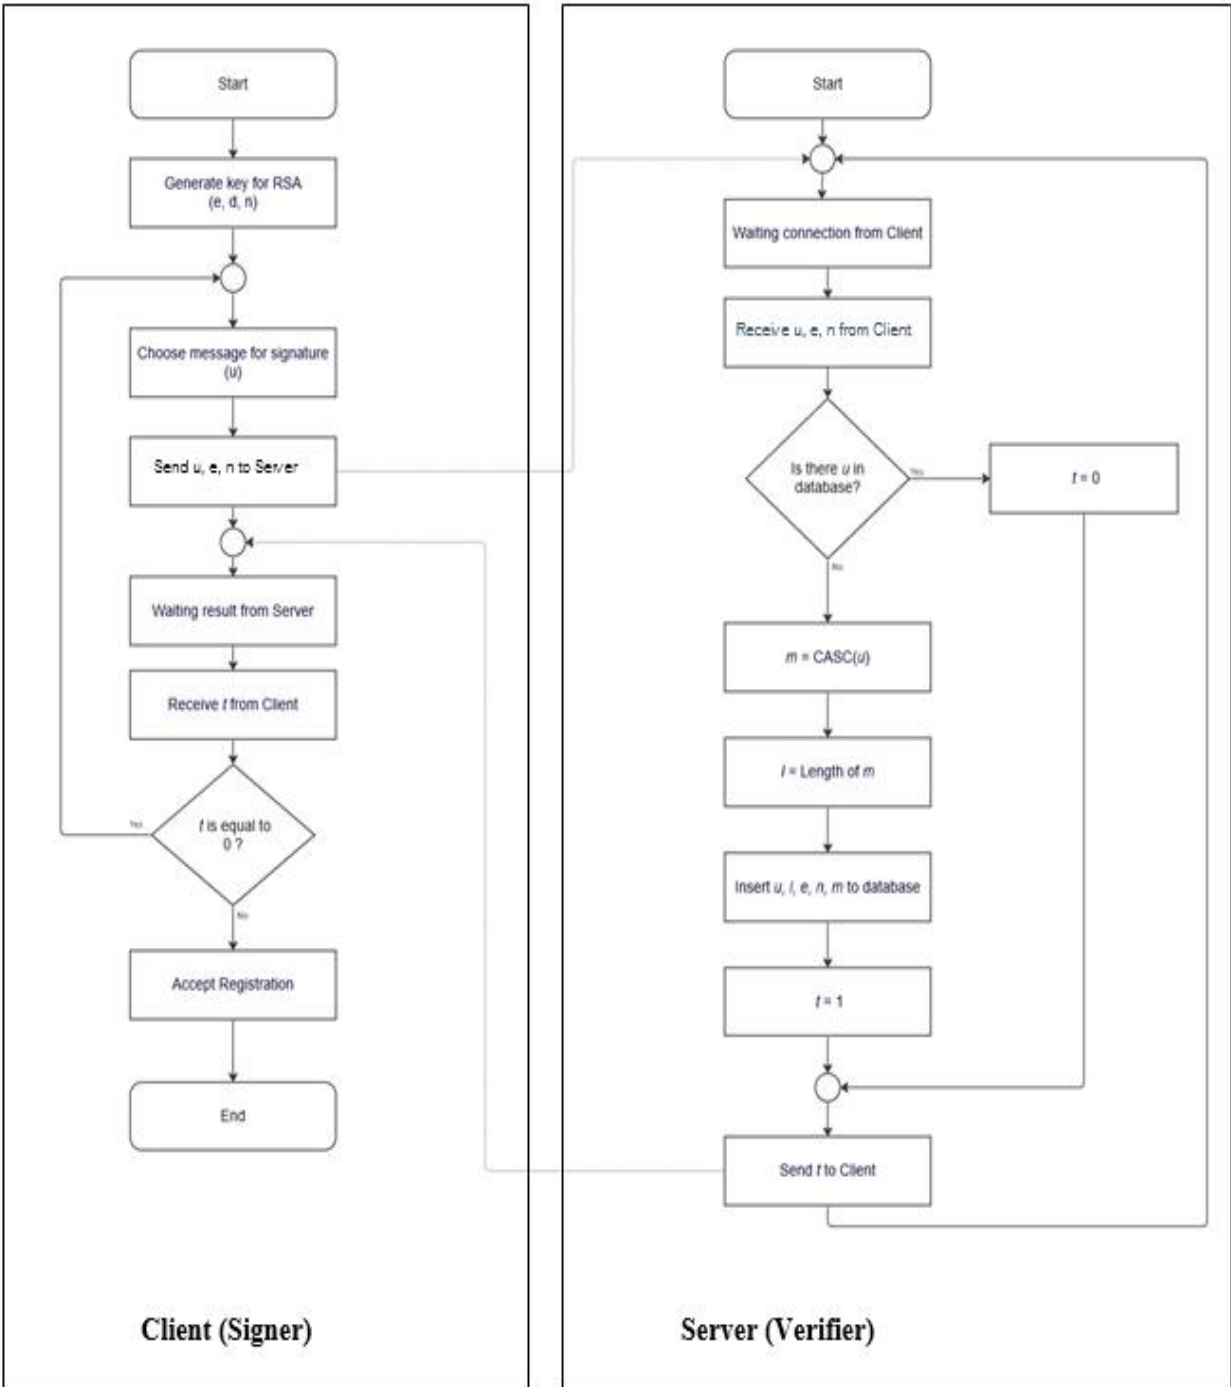 Start
Generate key for RSA
(e, d, n)
Choose message for signature
(u)
Send u, e, n to Server
Waiting result from Server
Receive t from Client
t is equal to
0 ?
Yes
No
Accept Registration
End
Client (Signer)
Start
Waiting connection from Client
Receive u, e, n from Client
Is there u in
database?
Yes
t = 0
No
m = CASC(u)
l = Length of m
Insert u, l, e, n, m to database
t = 1
Send t to Client
Server (Verifier)